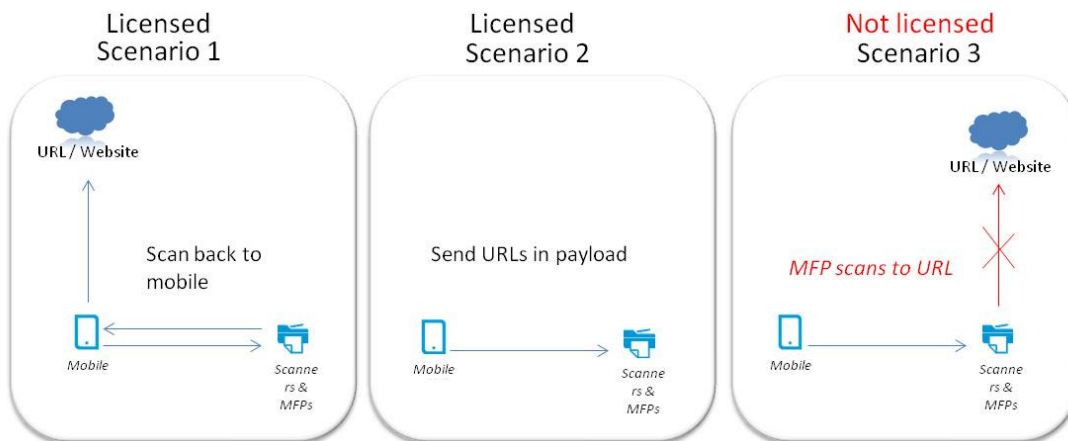 Licensed
Scenario 1
URL / Website
Scan back to
mobile
Mobile
Scanne
rs &
MFPs
Licensed
Scenario 2
Send URLs in payload
Mobile
Scanne
rs &
MFPs
Not licensed
Scenario 3
URL / Website
MFP scans to URL
Mobile
Scanne
rs &
MFPs